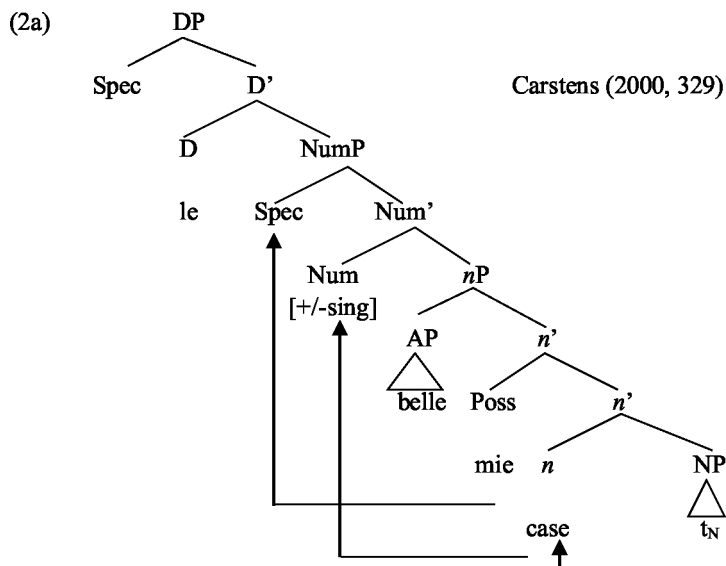 (2a) DP
Spec D’ Carstens (2000, 329)
D NumP
le Spec Num’
Num nP
[+/-sing]
AP n’
belle Poss n’
mie n NP
case tN